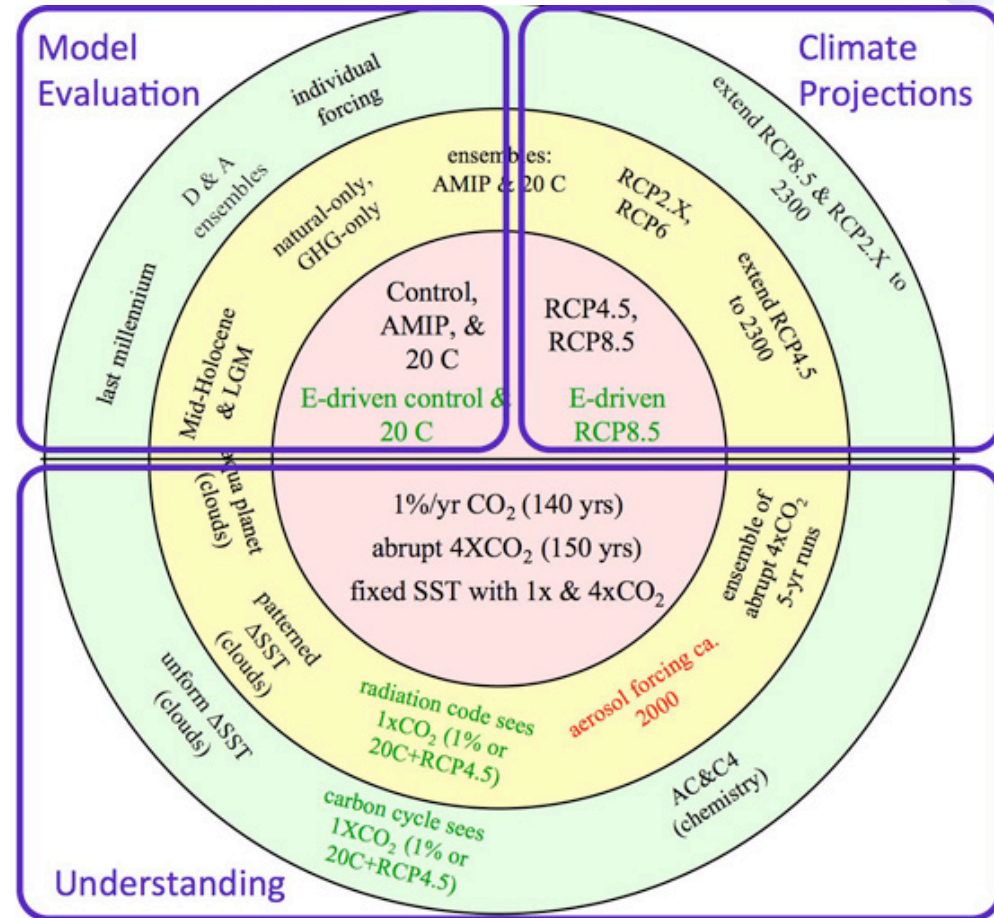 Model
Evaluation
Climate
Projections
individual
forcing
D & A
ensembles
last millennium
ensembles:
AMIP & 20 C
natural-only,
GHG-only
Mid-Holocene
& LGM
RCP2.X,
RCP6
extend RCP4.5
to 2300
extend RCP8.5 & RCP2.X to
2300
Control,
AMIP, &
20 C
E-driven control &
20 C
RCP4.5,
RCP8.5
E-driven
RCP8.5
1%/yr CO₂ (140 yrs)
abrupt 4XCO₂ (150 yrs)
fixed SST with 1x & 4xCO₂
aqua planet
(clouds)
patterned
ΔSST
(clouds)
unform ΔSST
(clouds)
radiation code sees
1xCO₂ (1% or
20C+RCP4.5)
carbon cycle sees
1XCO₂ (1% or
20C+RCP4.5)
aerosol forcing ca.
2000
ensemble of
abrupt 4xCO₂
5-yr runs
AC&C4
(chemistry)
Understanding